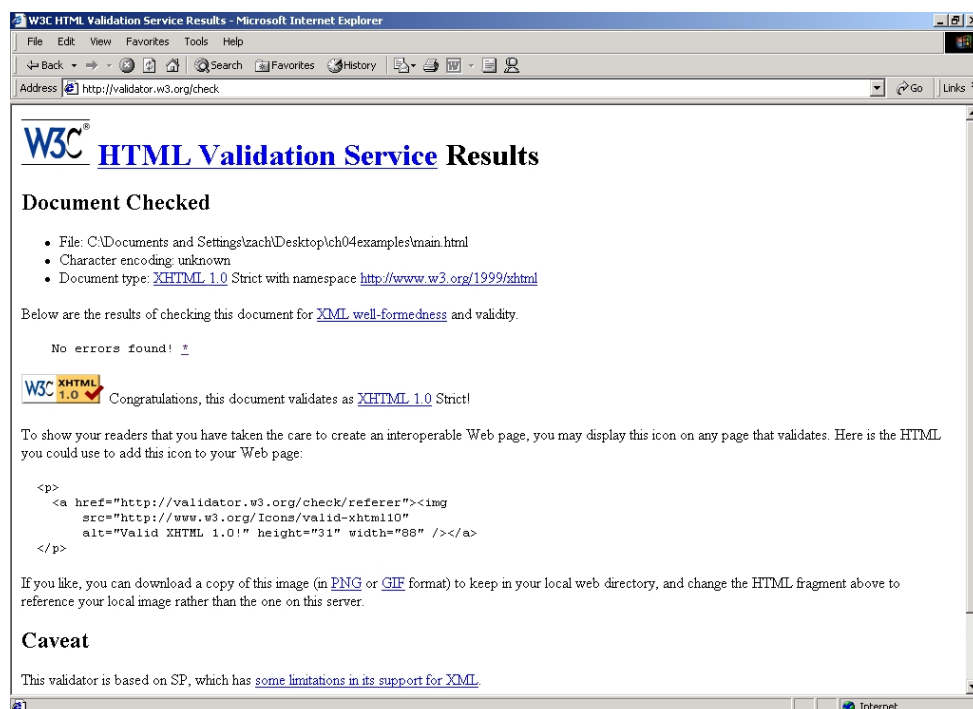 W3C HTML Validation Service Results - Microsoft Internet Explorer
File Edit View Favorites Tools Help
Back Search Favorites History
Address http://validator.w3.org/check Go Links
W3C® HTML Validation Service Results
Document Checked
• File: C:\Documents and Settings\zach\Desktop\ch04examples\main.html
• Character encoding: unknown
• Document type: XHTML 1.0 Strict with namespace http://www.w3.org/1999/xhtml
Below are the results of checking this document for XML well-formedness and validity.
No errors found! *
W3C XHTML 1.0 Congratulations, this document validates as XHTML 1.0 Strict!
To show your readers that you have taken the care to create an interoperable Web page, you may display this icon on any page that validates. Here is the HTML
you could use to add this icon to your Web page:
<p>
<a href="http://validator.w3.org/check/referer"><img
src="http://www.w3.org/Icons/valid-xhtml10"
alt="Valid XHTML 1.0!" height="31" width="88" /></a>
</p>
If you like, you can download a copy of this image (in PNG or GIF format) to keep in your local web directory, and change the HTML fragment above to
reference your local image rather than the one on this server.
Caveat
This validator is based on SP, which has some limitations in its support for XML.
Internet